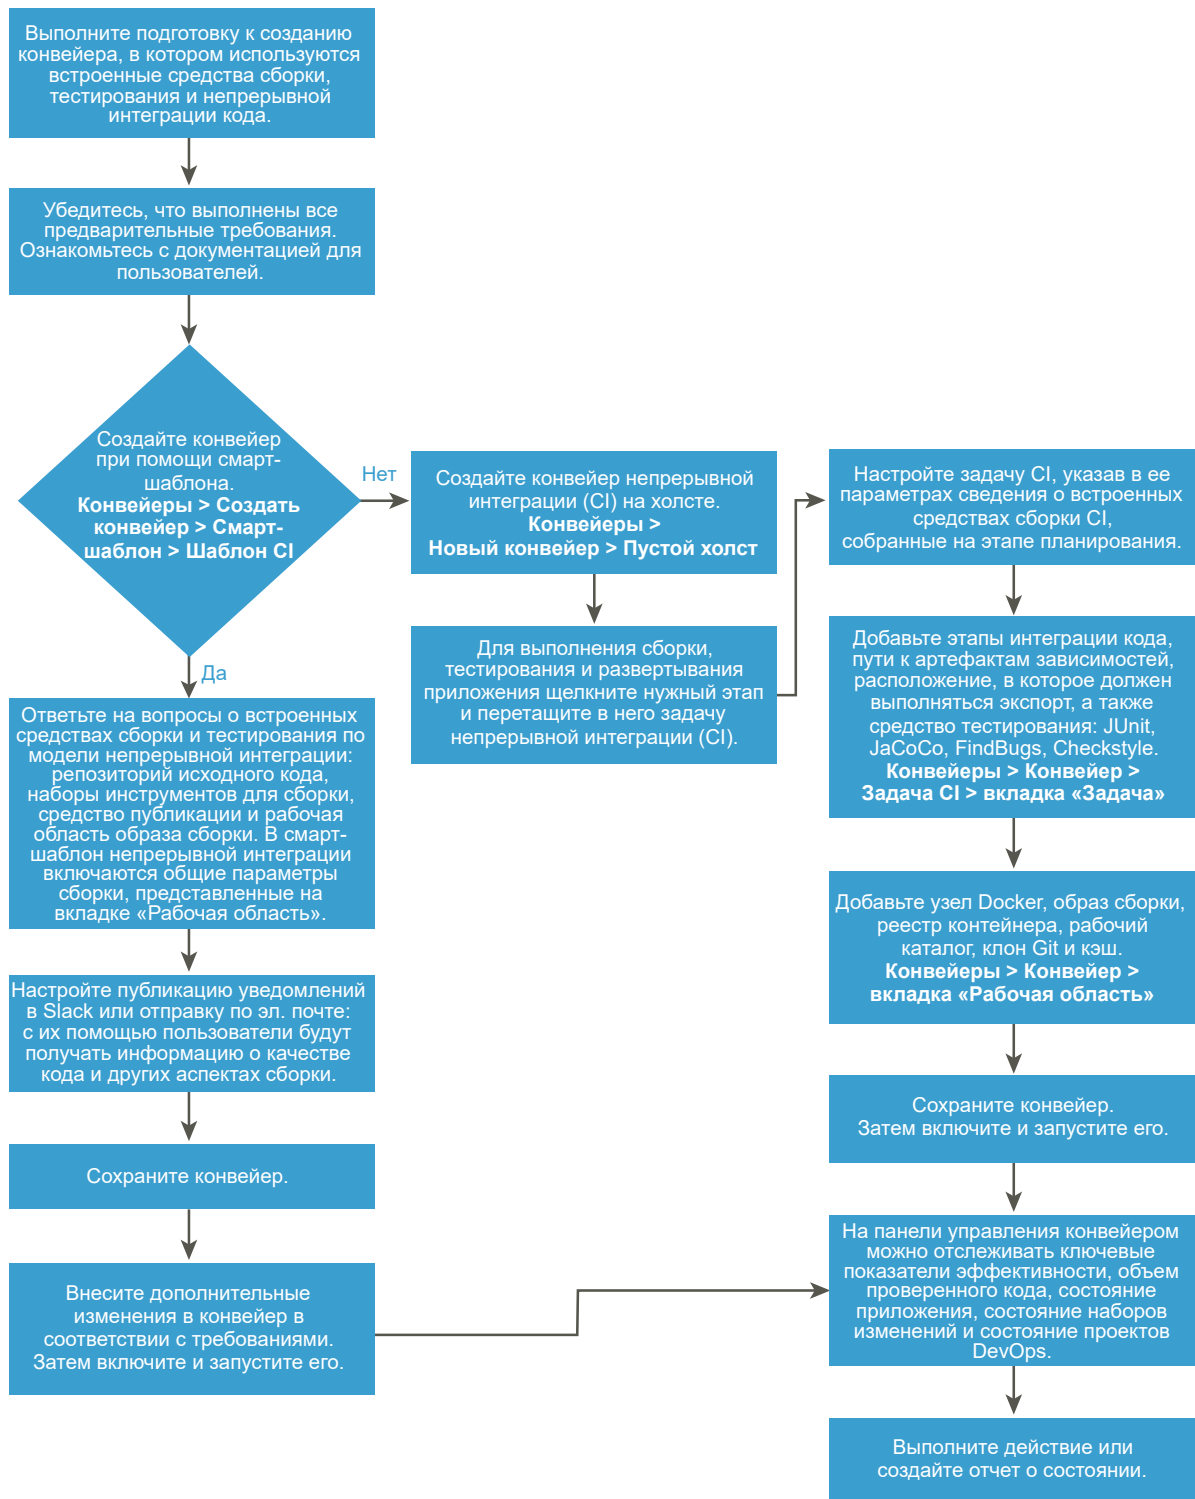 Выполните подготовку к созданию
конвейера, в котором используются
встроенные средства сборки,
тестирования и непрерывной
интеграции кода.
Убедитесь, что выполнены все
предварительные требования.
Ознакомьтесь с документацией для
пользователей.
Создайте конвейер
при помощи смарт-
шаблона.
Конвейеры > Создать
конвейер > Смарт-
шаблон > Шаблон CI
Нет
Да
Ответьте на вопросы о встроенных
средствах сборки и тестирования по
модели непрерывной интеграции:
репозиторий исходного кода,
наборы инструментов для сборки,
средство публикации и рабочая
область образа сборки. В смарт-
шаблон непрерывной интеграции
включаются общие параметры
сборки, представленные на
вкладке «Рабочая область».
Настройте публикацию уведомлений
в Slack или отправку по эл. почте:
с их помощью пользователи будут
получать информацию о качестве
кода и других аспектах сборки.
Сохраните конвейер.
Внесите дополнительные
изменения в конвейер в
соответствии с требованиями.
Затем включите и запустите его.
Создайте конвейер непрерывной
интеграции (CI) на холсте.
Конвейеры >
Новый конвейер > Пустой холст
Для выполнения сборки,
тестирования и развертывания
приложения щелкните нужный этап
и перетащите в него задачу
непрерывной интеграции (CI).
Настройте задачу CI, указав в ее
параметрах сведения о встроенных
средствах сборки CI,
собранные на этапе планирования.
Добавьте этапы интеграции кода,
пути к артефактам зависимостей,
расположение, в которое должен
выполняться экспорт, а также
средство тестирования: JUnit,
JaCoCo, FindBugs, Checkstyle.
Конвейеры > Конвейер >
Задача CI > вкладка «Задача»
Добавьте узел Docker, образ сборки,
реестр контейнера, рабочий
каталог, клон Git и кэш.
Конвейеры > Конвейер >
вкладка «Рабочая область»
Сохраните конвейер.
Затем включите и запустите его.
На панели управления конвейером
можно отслеживать ключевые
показатели эффективности, объем
проверенного кода, состояние
приложения, состояние наборов
изменений и состояние проектов
DevOps.
Выполните действие или
создайте отчет о состоянии.